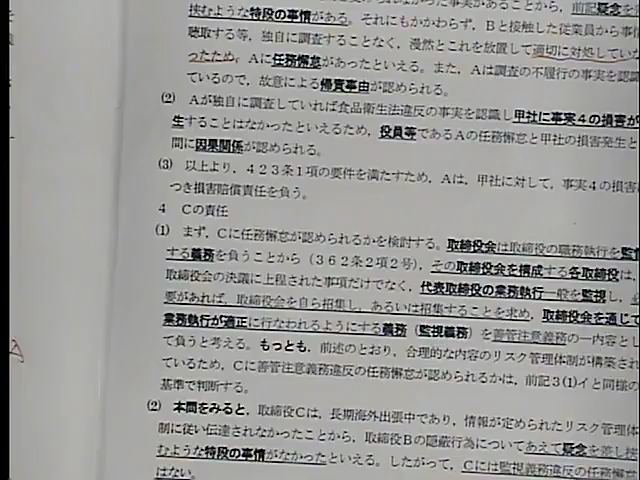 挟むような特段の事情がある。それにもかかわらず、Bと接触した従業員から事情
聴取する等、独自に調査することなく、漫然とこれを放置して適切に対処していな
ったため、Aに任務懈怠があったといえる。また、Aは調査の不履行の事実を認識
ているので、故意による帰責事由が認められる。
(2) Aが独自に調査していれば食品衛生法違反の事実を認識し甲社に事実4の損害が
生することはなかったといえるため、役員等であるAの任務懈怠と甲社の損害発生と
間に因果関係が認められる。
(3) 以上より、423条1項の要件を満たすため、Aは、甲社に対して、事実4の損害
つき損害賠償責任を負う。
4 Cの責任
(1) まず、Cに任務懈怠が認められるかを検討する。取締役会は取締役の職務執行を監
する義務を負うことから(362条2項2号)、その取締役会を構成する各取締役は、
取締役会の決議に上程された事項だけでなく、代表取締役の業務執行一般を監視し、
要があれば、取締役会を自ら招集し、あるいは招集することを求め、取締役会を通じて
業務執行が適正に行なわれるようにする義務(監視義務)を善管注意義務の一内容とし
て負うと考える。もっとも、前述のとおり、合理的な内容のリスク管理体制が構築され
ているため、Cに善管注意義務違反の任務懈怠が認められるかは、前記3(1)イと同様の
基準で判断する。
(2) 本問をみると、取締役Cは、長期海外出張中であり、情報が定められたリスク管理体
制に従い伝達されなかったことから、取締役Bの隠蔽行為についてあえて疑念を差し挟
むような特段の事情がなかったといえる。したがって、Cには監視義務違反の任務懈怠
はない。